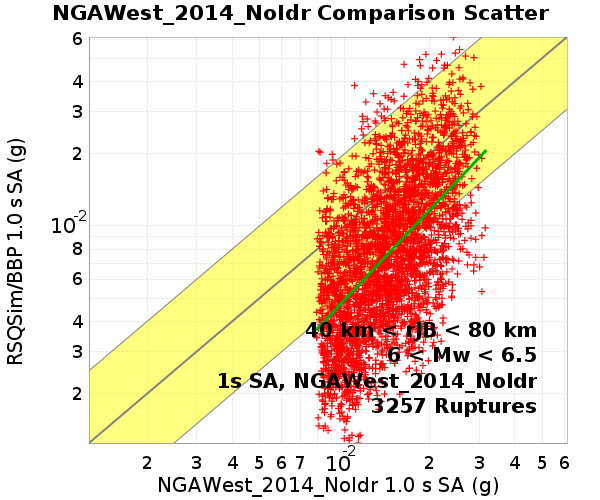 NGAWest_2014_NoIdr Comparison Scatter
RSQSim/BBP 1.0 s SA (g)
6
4
3
2
10-2
8
6
4
3
2
40 km < rJB < 80 km
6 < Mw < 6.5
1s SA, NGAWest_2014_NoIdr
3257 Ruptures
2 3 4 5 6 7 10-2 2 3 4 5 6
NGAWest_2014_NoIdr 1.0 s SA (g)